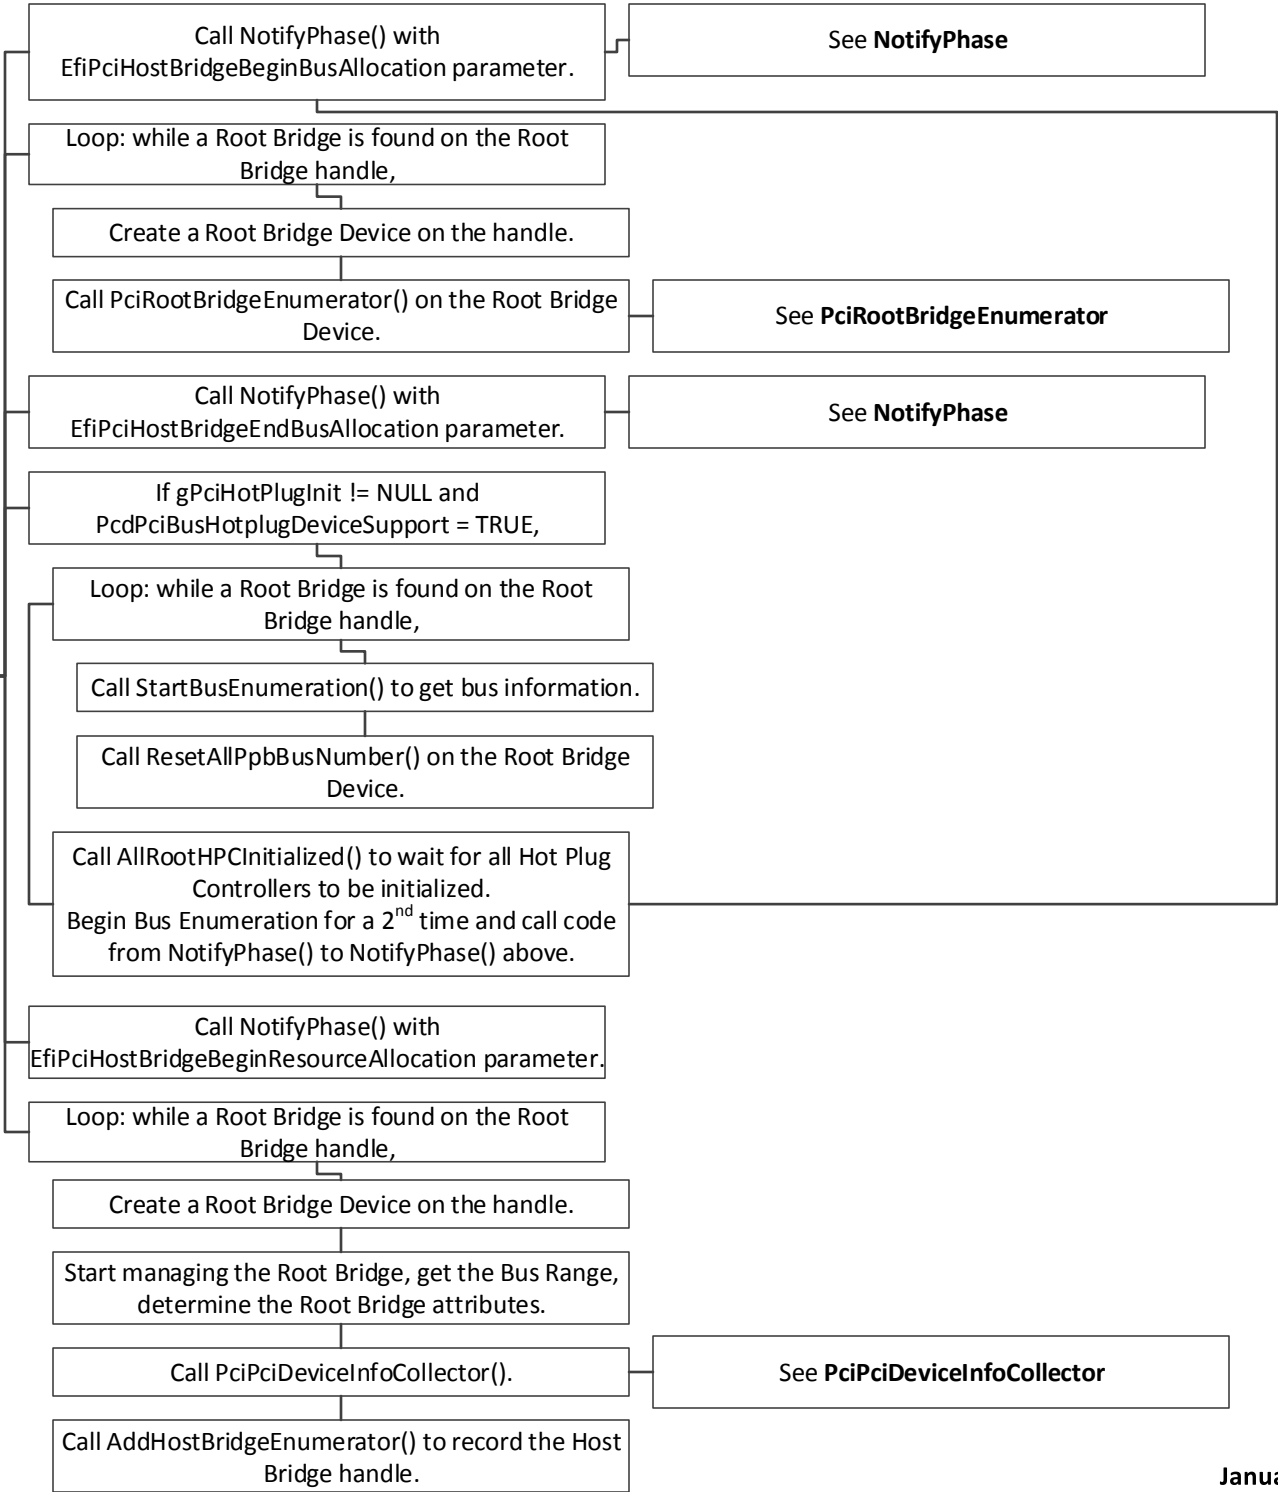 Call NotifyPhase() with
EfiPciHostBridgeBeginBusAllocation parameter.
See NotifyPhase
Loop: while a Root Bridge is found on the Root
Bridge handle,
Create a Root Bridge Device on the handle.
Call PciRootBridgeEnumerator() on the Root Bridge
Device.
See PciRootBridgeEnumerator
Call NotifyPhase() with
EfiPciHostBridgeEndBusAllocation parameter.
See NotifyPhase
If gPciHotPlugInit != NULL and
PcdPciBusHotplugDeviceSupport = TRUE,
Loop: while a Root Bridge is found on the Root
Bridge handle,
Call StartBusEnumeration() to get bus information.
Call ResetAllPpbBusNumber() on the Root Bridge
Device.
Call AllRootHPCInitialized() to wait for all Hot Plug
Controllers to be initialized.
Begin Bus Enumeration for a 2nd time and call code
from NotifyPhase() to NotifyPhase() above.
Call NotifyPhase() with
EfiPciHostBridgeBeginResourceAllocation parameter.
Loop: while a Root Bridge is found on the Root
Bridge handle,
Create a Root Bridge Device on the handle.
Start managing the Root Bridge, get the Bus Range,
determine the Root Bridge attributes.
Call PciPciDeviceInfoCollector().
See PciPciDeviceInfoCollector
Call AddHostBridgeEnumerator() to record the Host
Bridge handle.